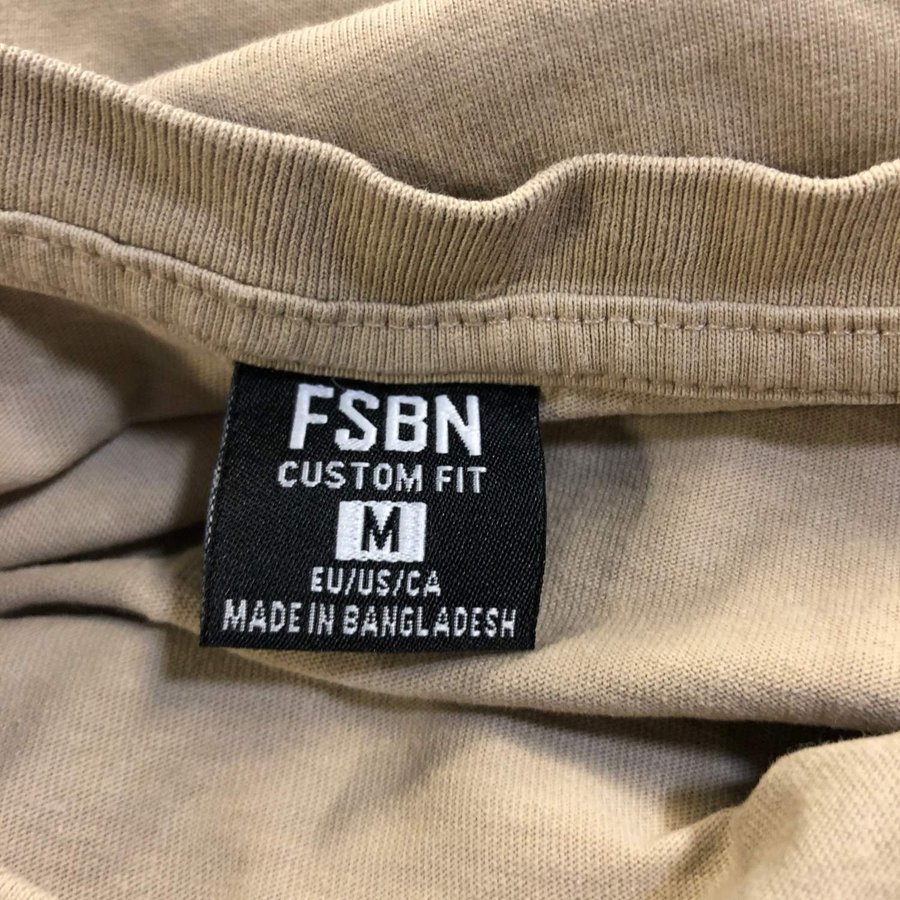 FSBN
CUSTOM FIT
M
EU/US/CA
MADE IN BANGLADESH